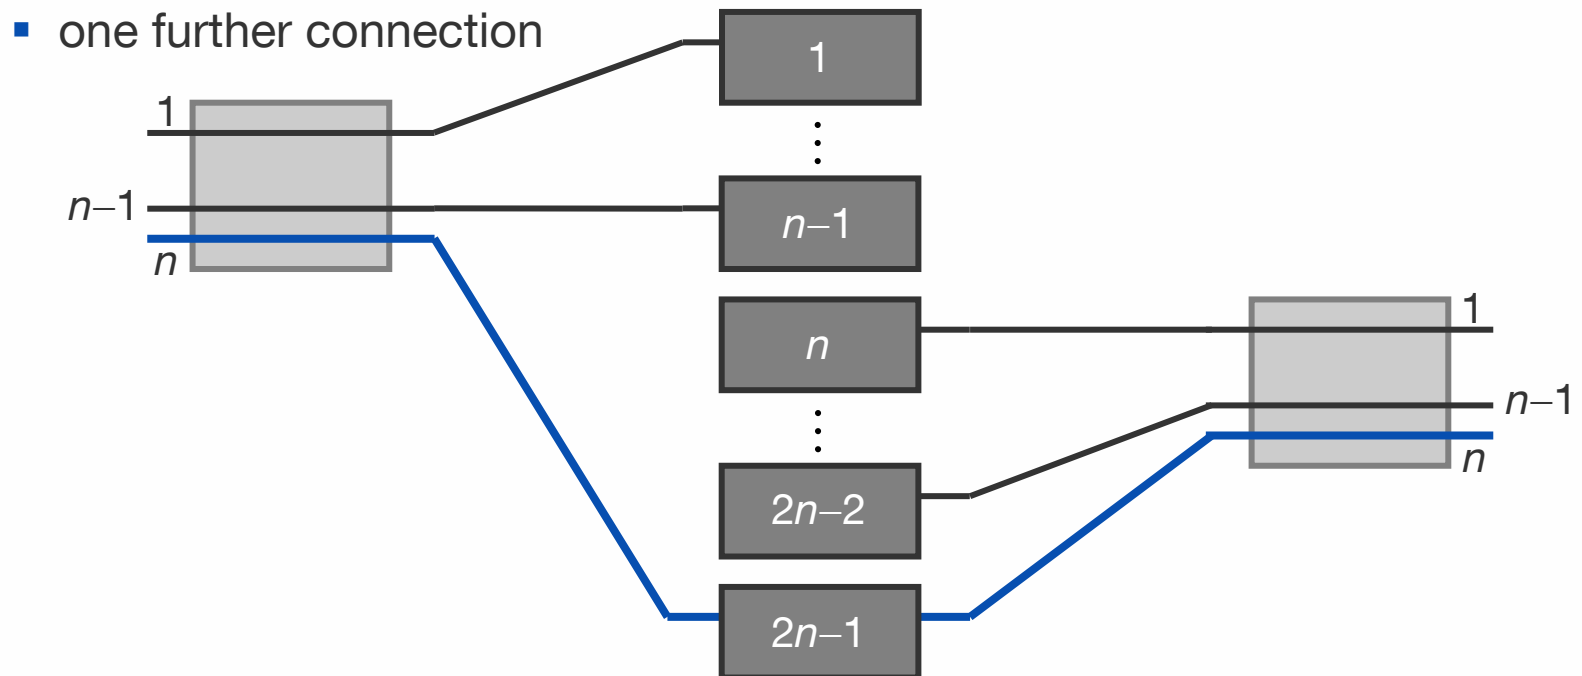 ▪ one further connection
1
1
⋮
n–1
n–1
n
n
1
⋮
n–1
n
2n–2
2n–1